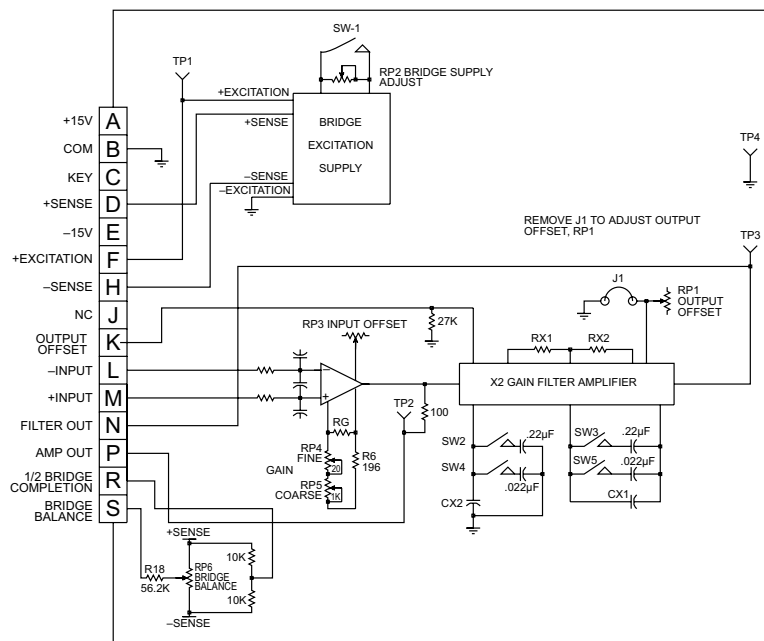 SW-1
TP1
RP2 BRIDGE SUPPLY
ADJUST
+EXCITATION
+SENSE
BRIDGE
EXCITATION
SUPPLY
–SENSE
–EXCITATION
+15V A
COM B
KEY C
+SENSE D
–15V E
+EXCITATION F
–SENSE H
NC J
OUTPUT
OFFSET K
–INPUT L
+INPUT M
FILTER OUT N
AMP OUT P
1/2 BRIDGE
COMPLETION R
BRIDGE
BALANCE S
TP4
REMOVE J1 TO ADJUST OUTPUT
OFFSET, RP1
TP3
J1
RP1
OUTPUT
OFFSET
27K
RP3 INPUT OFFSET
RX1
RX2
–
+
X2 GAIN FILTER AMPLIFIER
TP2
100
RG
RP4
FINE
20
GAIN
RP5
COARSE
1K
R6
196
SW2
.22µF
SW4
.022µF
CX2
SW3
.22µF
SW5
.022µF
CX1
+SENSE
R18
56.2K
RP6
BRIDGE
BALANCE
10K
10K
–SENSE